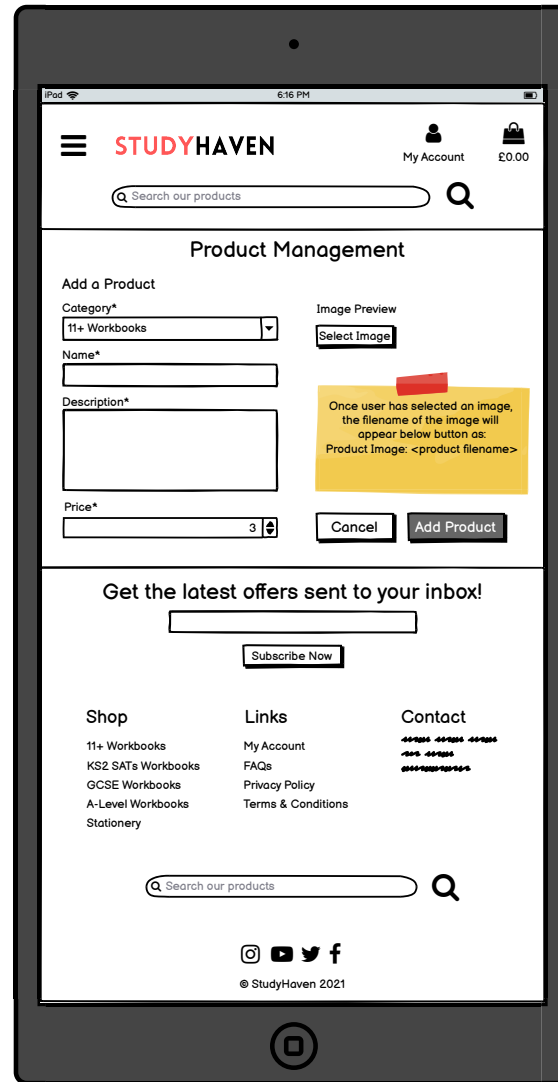 iPad
6:16 PM
STUDYHAVEN
My Account
£0.00
Search our products
Product Management
Add a Product
Category*
11+ Workbooks
Image Preview
Select Image
Name*
Description*
Once user has selected an image,
the filename of the image will
appear below button as:
Product Image: <product filename>
Price*
3
Cancel
Add Product
Get the latest offers sent to your inbox!
Subscribe Now
Shop
11+ Workbooks
KS2 SATs Workbooks
GCSE Workbooks
A-Level Workbooks
Stationery
Links
My Account
FAQs
Privacy Policy
Terms & Conditions
Contact
Search our products
© StudyHaven 2021